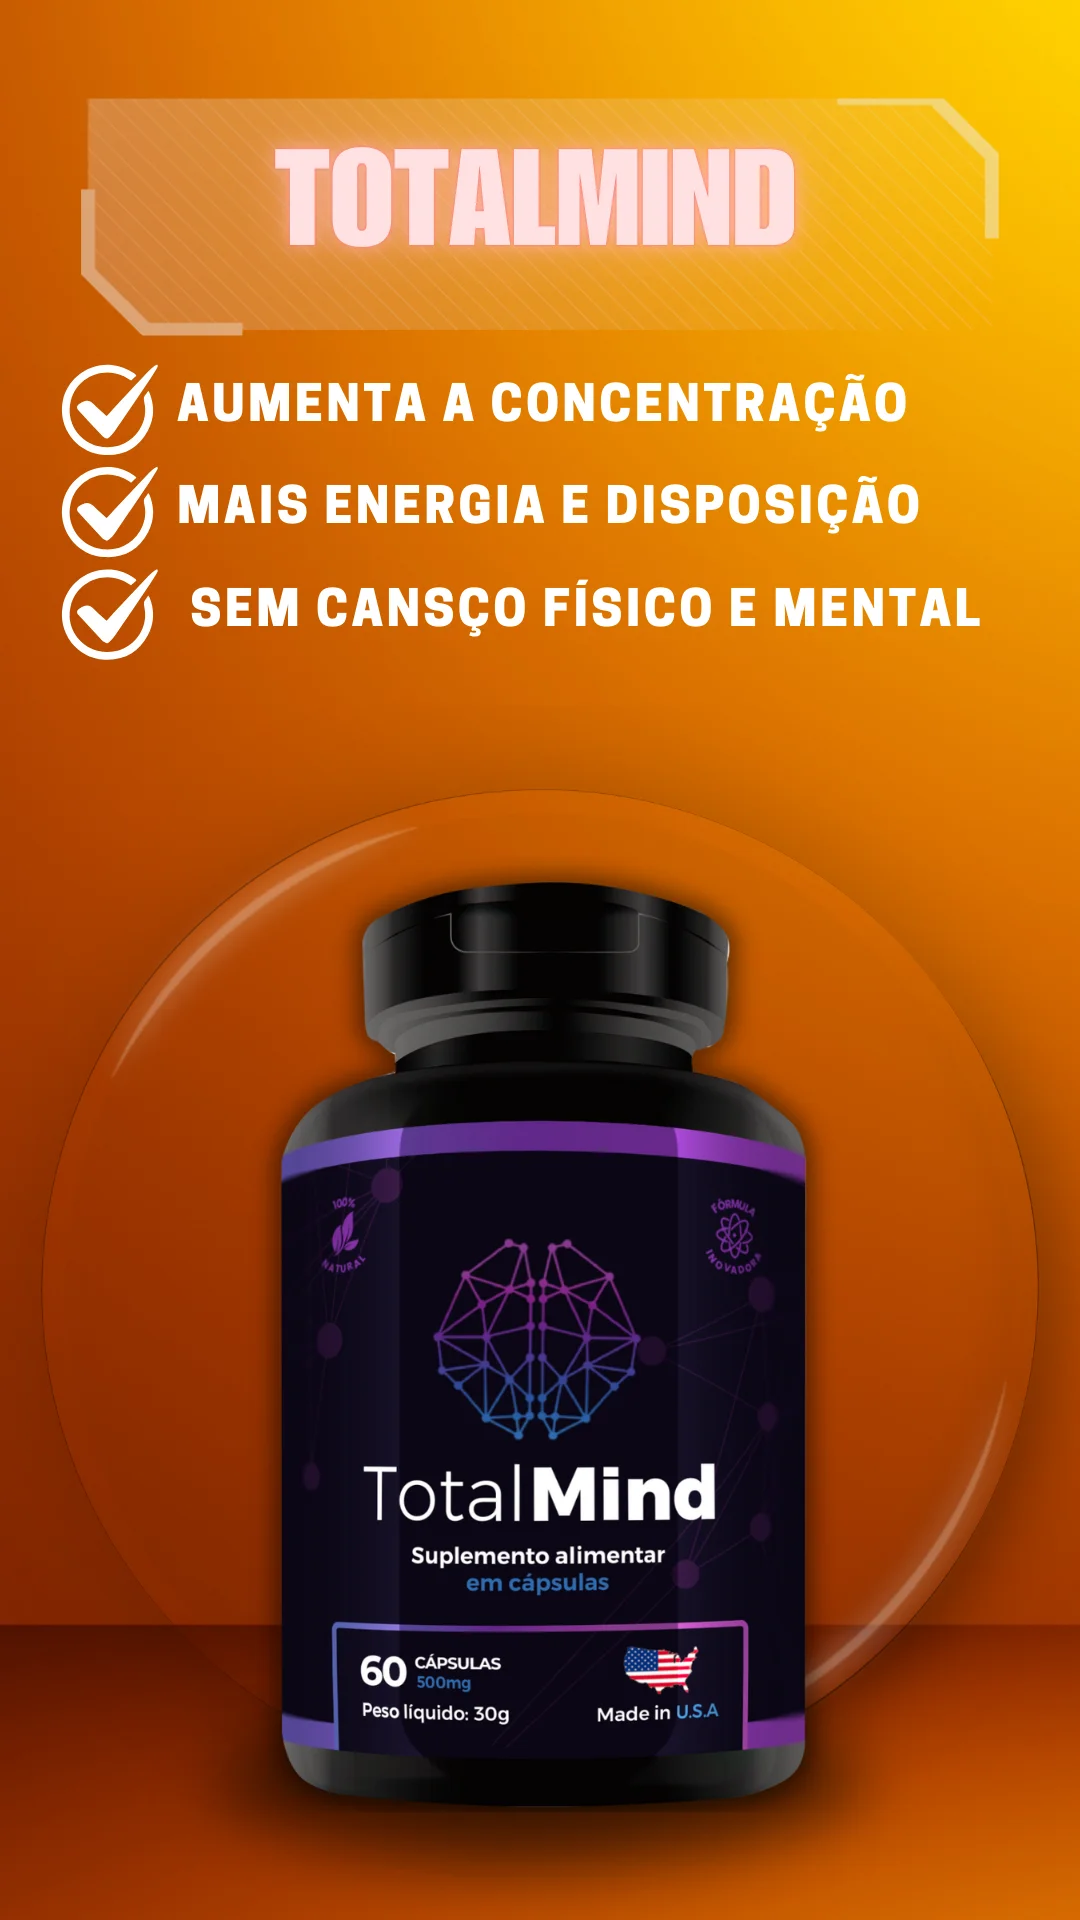 TOTALMIND
AUMENTA A CONCENTRAÇÃO
MAIS ENERGIA E DISPOSIÇÃO
SEM CANSÇO FÍSICO E MENTAL
100%
NATURAL
FÓRMULA
INOVADORA
TotalMind
Suplemento alimentar
em cápsulas
60 CÁPSULAS
500mg
Peso líquido: 30g
Made in U.S.A